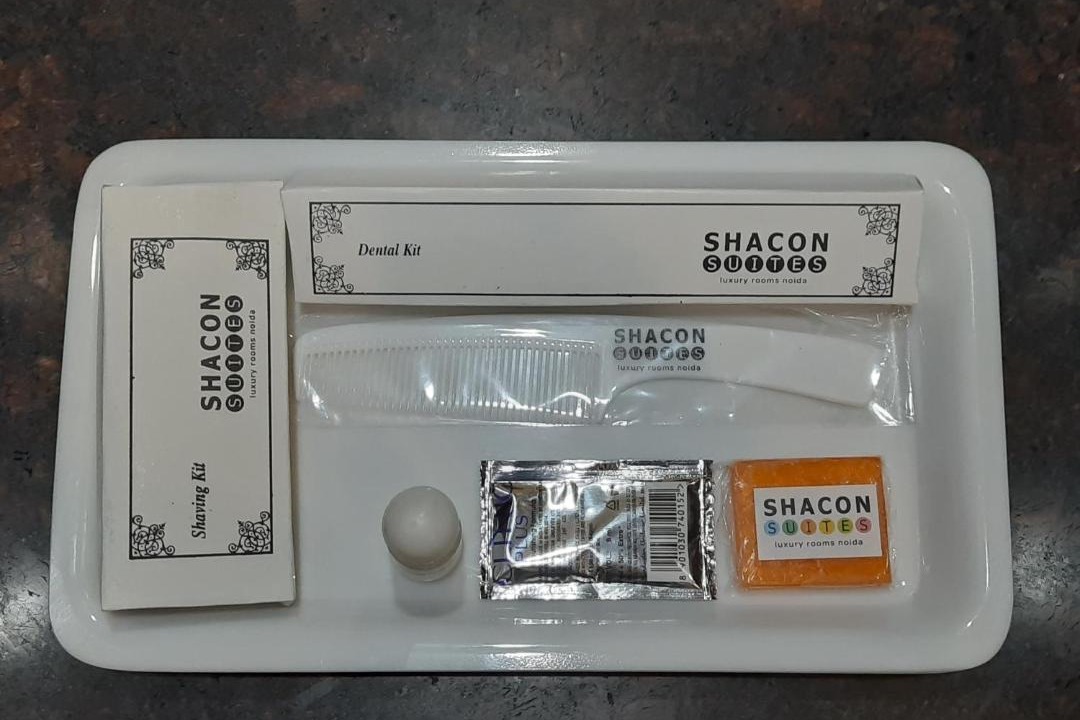 Dental Kit
SHACON
SUITES
luxury rooms noida
SHACON
SUITES
luxury rooms noida
Shaving Kit
SHACON
SUITES
luxury rooms noida
PLUS
SHACON
SUITES
luxury rooms noida